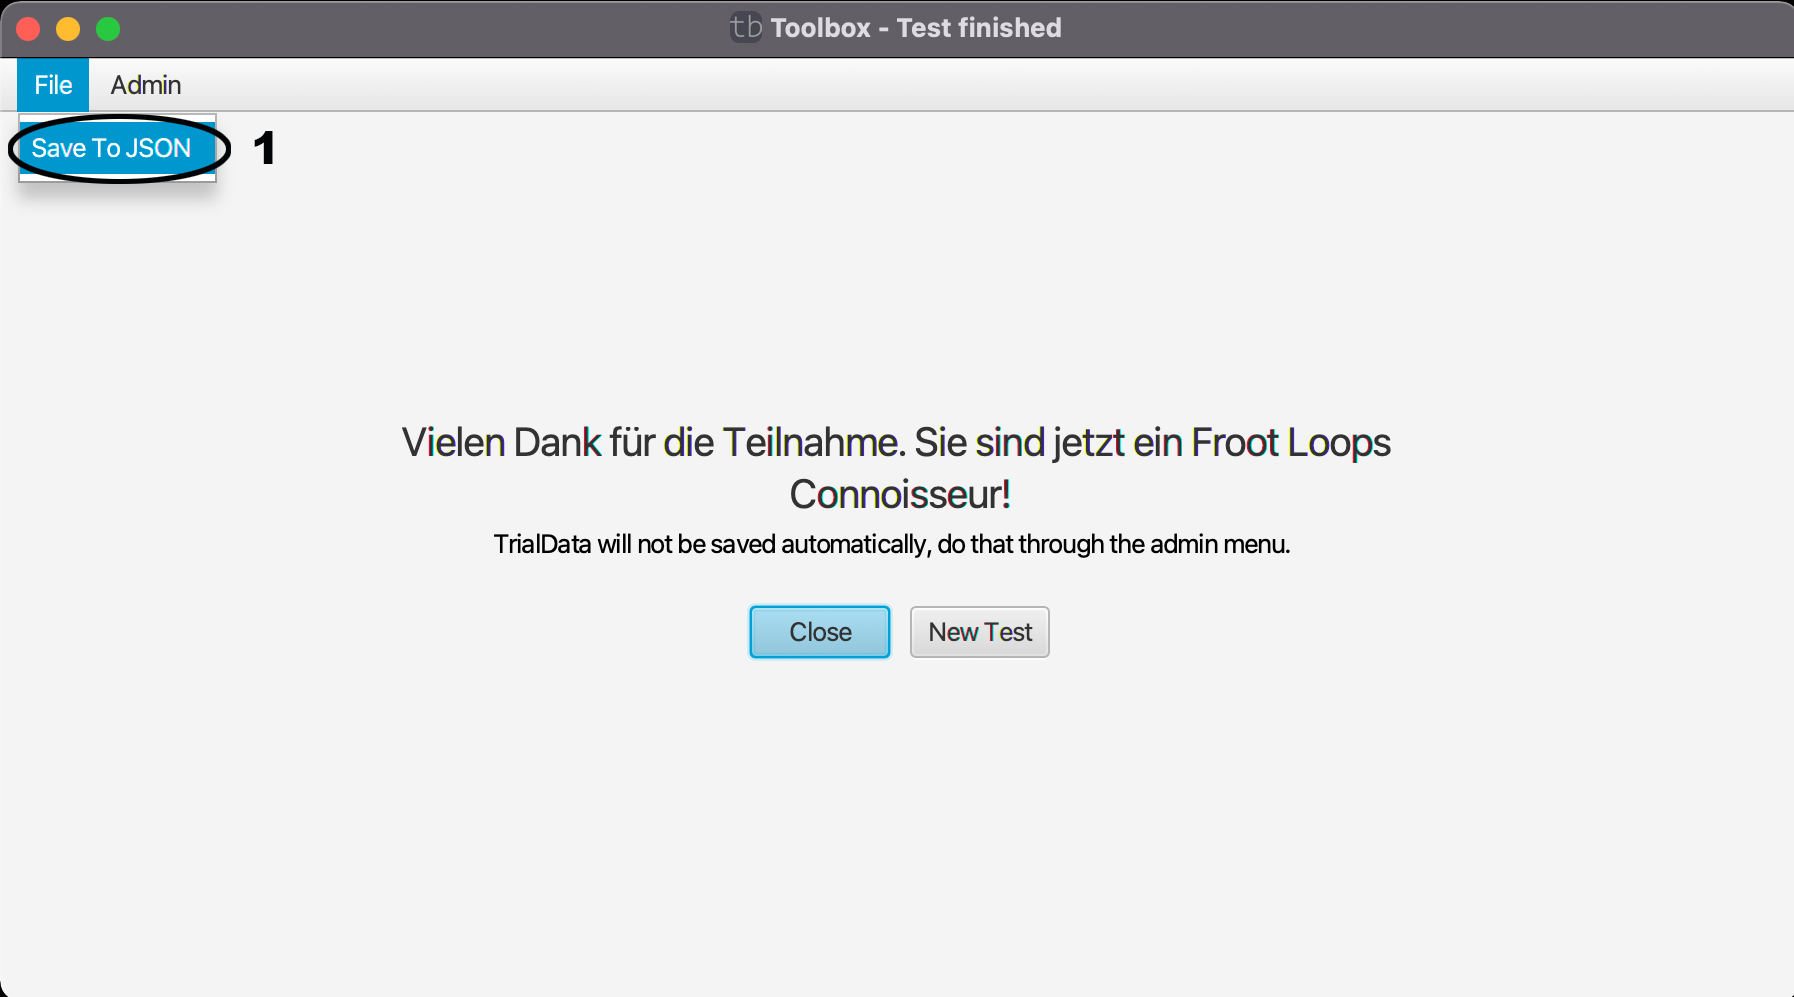 tb Toolbox - Test finished
File Admin
Save To JSON 1
Vielen Dank für die Teilnahme. Sie sind jetzt ein Froot Loops
Connoisseur!
TrialData will not be saved automatically, do that through the admin menu.
Close New Test